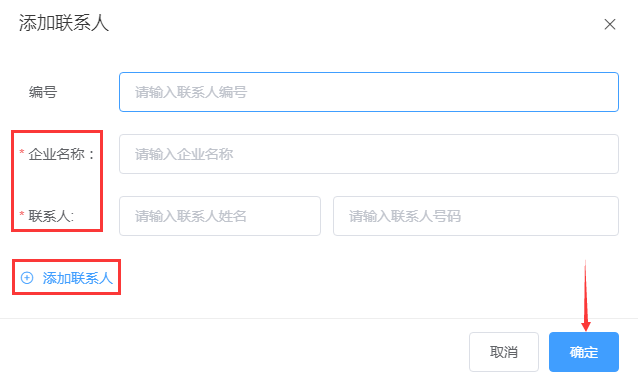 添加联系人
编号 请输入联系人编号
* 企业名称： 请输入企业名称
* 联系人: 请输入联系人姓名 请输入联系人号码
添加联系人
取消 确定